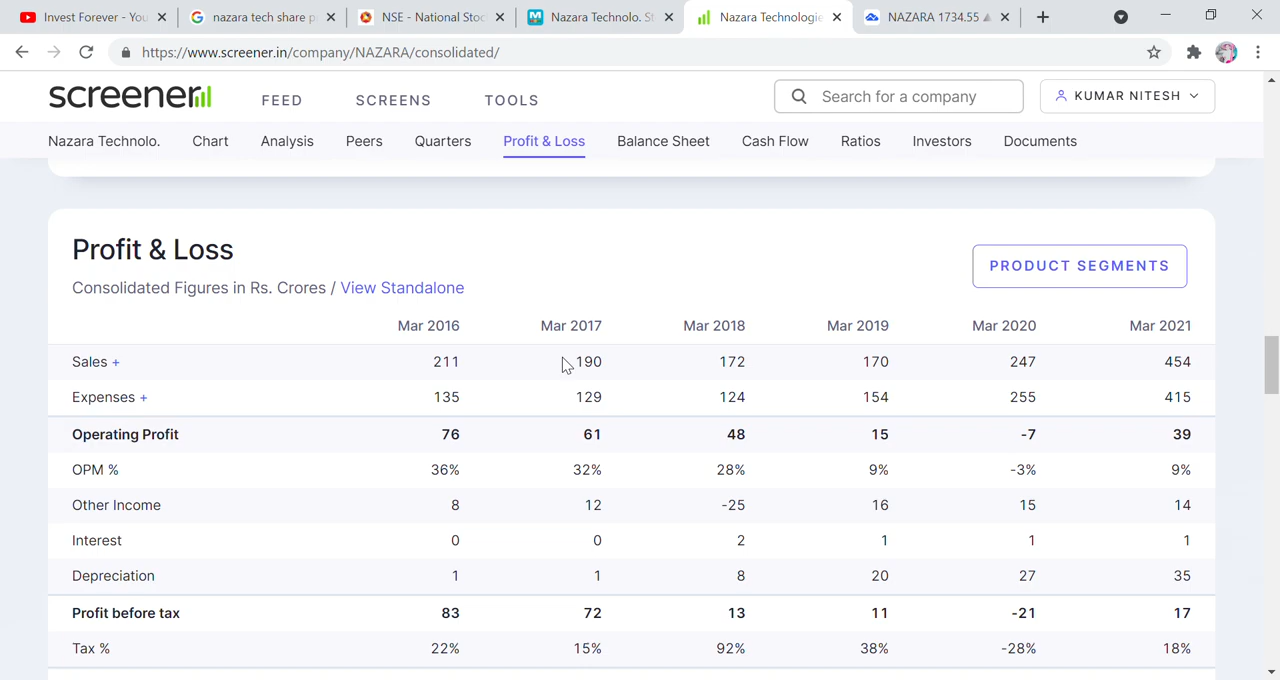 Invest Forever - You
nazara tech share p
NSE - National Stoc
Nazara Technolo. St
Nazara Technologie
NAZARA 1734.55
https://www.screener.in/company/NAZARA/consolidated/
screener
FEED SCREENS TOOLS
Search for a company
KUMAR NITESH
Nazara Technolo. Chart Analysis Peers Quarters Profit & Loss Balance Sheet Cash Flow Ratios Investors Documents
Profit & Loss
PRODUCT SEGMENTS
Consolidated Figures in Rs. Crores / View Standalone
Mar 2016 Mar 2017 Mar 2018 Mar 2019 Mar 2020 Mar 2021
Sales + 211 190 172 170 247 454
Expenses + 135 129 124 154 255 415
Operating Profit 76 61 48 15 -7 39
OPM % 36% 32% 28% 9% -3% 9%
Other Income 8 12 -25 16 15 14
Interest 0 0 2 1 1 1
Depreciation 1 1 8 20 27 35
Profit before tax 83 72 13 11 -21 17
Tax % 22% 15% 92% 38% -28% 18%